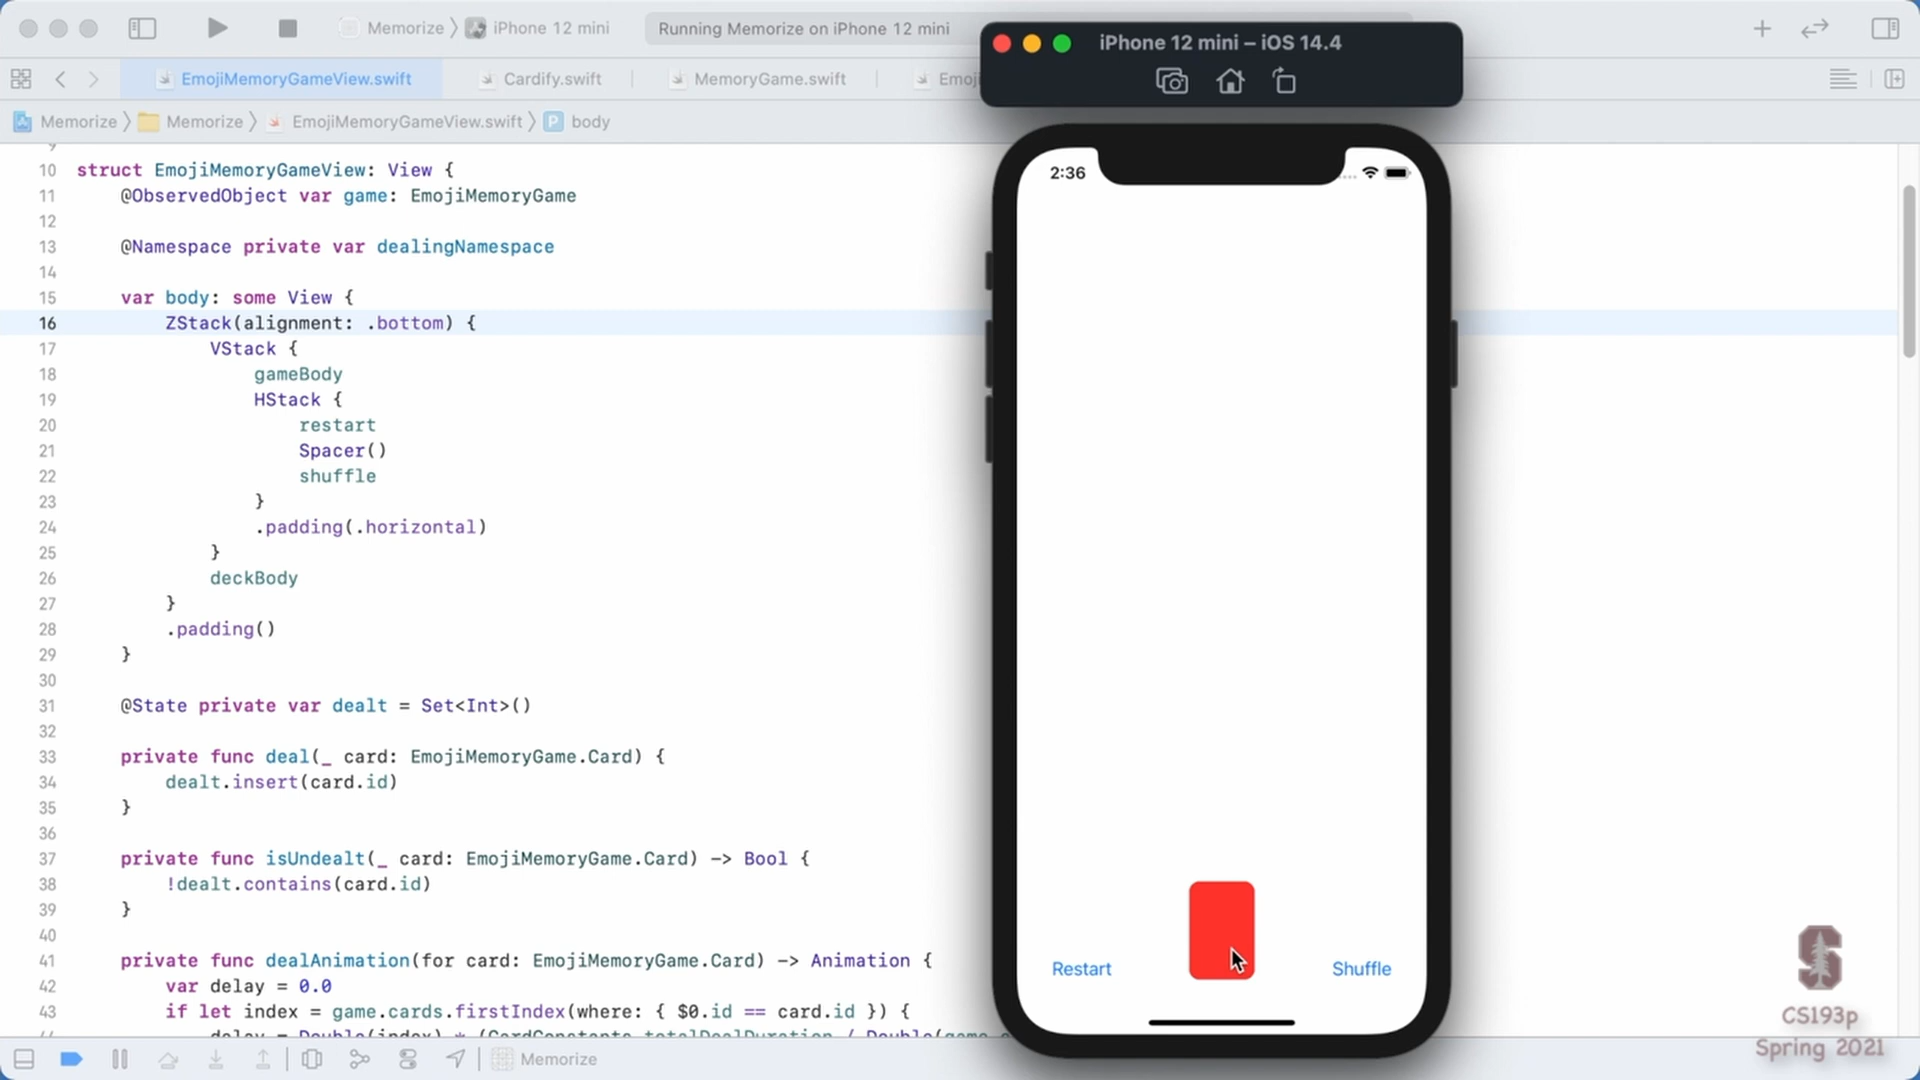 Memorize 〉 iPhone 12 mini
Running Memorize on iPhone 12 mini
iPhone 12 mini – iOS 14.4
EmojiMemoryGameView.swift
Cardify.swift
MemoryGame.swift
Memorize 〉 Memorize 〉 EmojiMemoryGameView.swift 〉 P body
10 struct EmojiMemoryGameView: View {
11     @ObservedObject var game: EmojiMemoryGame
12
13     @Namespace private var dealingNamespace
14
15     var body: some View {
16         ZStack(alignment: .bottom) {
17             VStack {
18                 gameBody
19                 HStack {
20                     restart
21                     Spacer()
22                     shuffle
23                 }
24                 .padding(.horizontal)
25             }
26             deckBody
27         }
28         .padding()
29     }
30
31     @State private var dealt = Set<Int>()
32
33     private func deal(_ card: EmojiMemoryGame.Card) {
34         dealt.insert(card.id)
35     }
36
37     private func isUndealt(_ card: EmojiMemoryGame.Card) -> Bool {
38         !dealt.contains(card.id)
39     }
40
41     private func dealAnimation(for card: EmojiMemoryGame.Card) -> Animation {
42         var delay = 0.0
43         if let index = game.cards.firstIndex(where: { $0.id == card.id }) {
2:36
Restart
Shuffle
CS193p
Spring 2021
Memorize